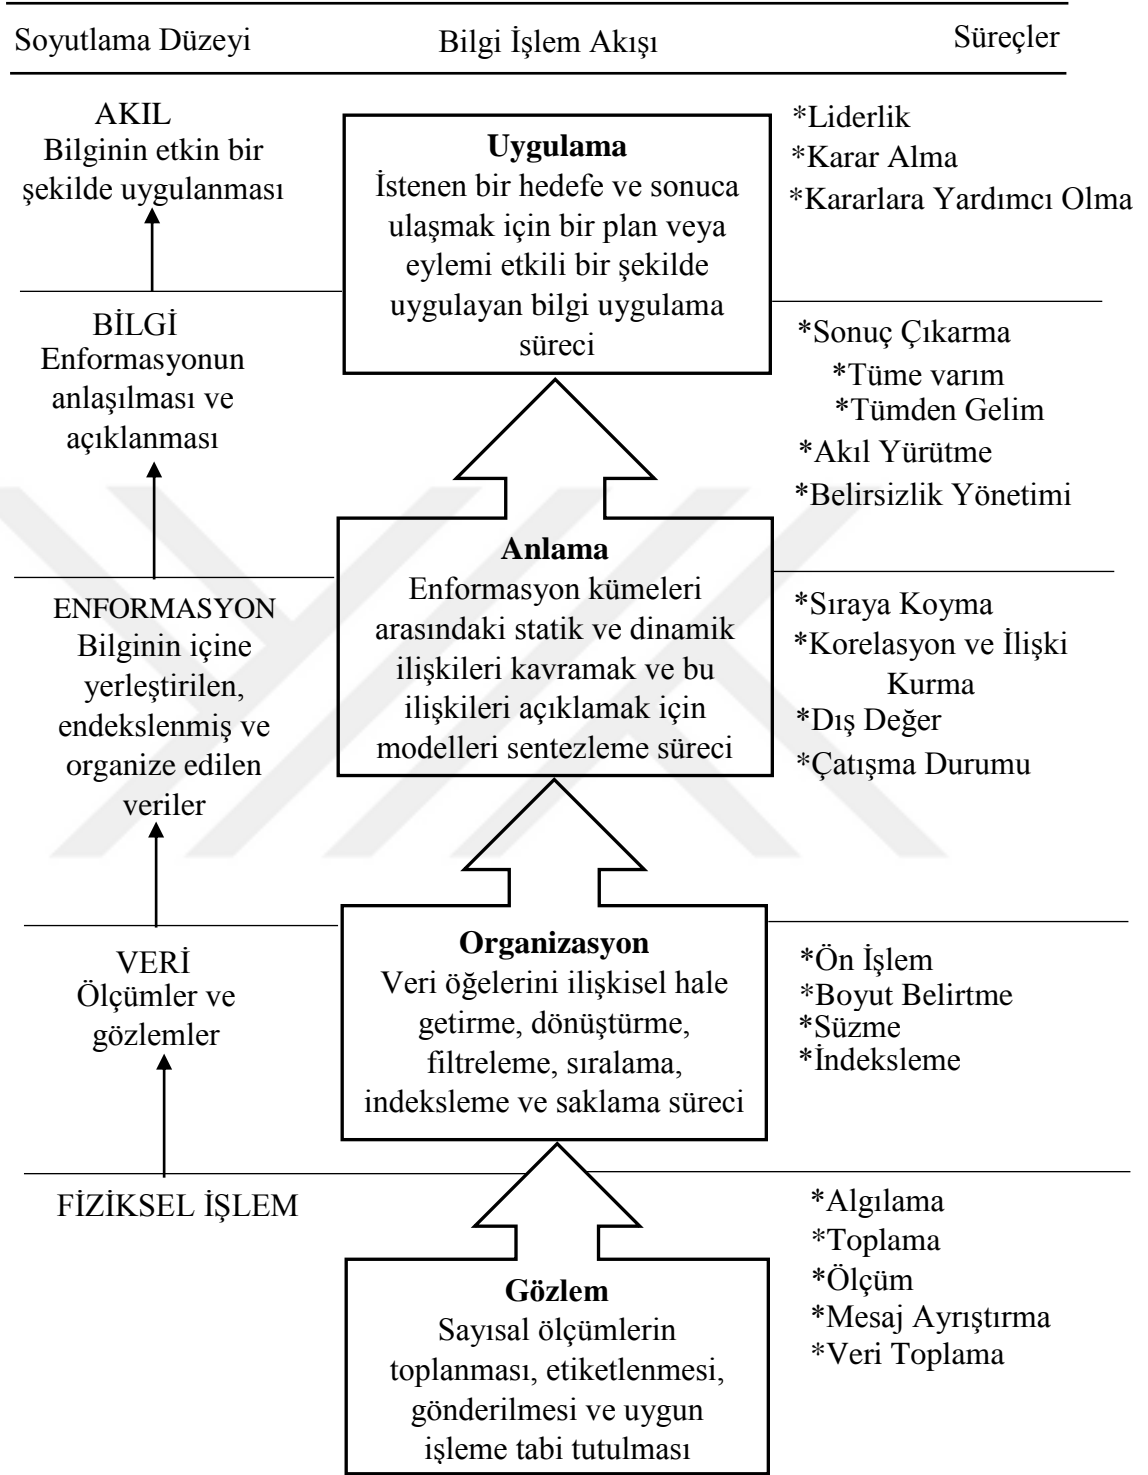 Soyutlama Düzeyi
Bilgi İşlem Akışı
Süreçler
AKIL
Bilginin etkin bir
şekilde uygulanması
Uygulama
İstenen bir hedefe ve sonuca
ulaşmak için bir plan veya
eylemi etkili bir şekilde
uygulayan bilgi uygulama
süreci
*Liderlik
*Karar Alma
*Kararlara Yardımcı Olma
BİLGİ
Enformasyonun
anlaşılması ve
açıklanması
*Sonuç Çıkarma
*Tüme varım
*Tümden Gelim
*Akıl Yürütme
*Belirsizlik Yönetimi
Anlama
Enformasyon kümeleri
arasındaki statik ve dinamik
ilişkileri kavramak ve bu
ilişkileri açıklamak için
modelleri sentezleme süreci
ENFORMASYON
Bilginin içine
yerleştirilen,
endekslenmiş ve
organize edilen
veriler
*Sıraya Koyma
*Korelasyon ve İlişki
Kurma
*Dış Değer
*Çatışma Durumu
Organizasyon
Veri öğelerini ilişkisel hale
getirme, dönüştürme,
filtreleme, sıralama,
indeksleme ve saklama süreci
VERİ
Ölçümler ve
gözlemler
*Ön İşlem
*Boyut Belirtme
*Süzme
*İndeksleme
FİZİKSEL İŞLEM
Gözlem
Sayısal ölçümlerin
toplanması, etiketlenmesi,
gönderilmesi ve uygun
işleme tabi tutulması
*Algılama
*Toplama
*Ölçüm
*Mesaj Ayrıştırma
*Veri Toplama